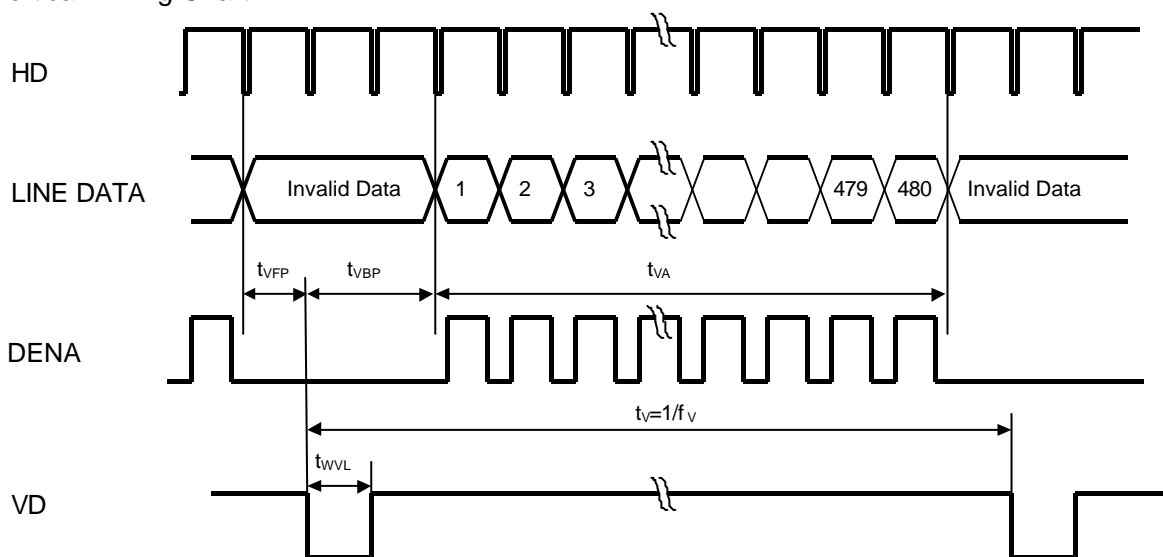 HD
LINE DATA
Invalid Data
1
2
3
479
480
Invalid Data
tVFP
tVBP
tVA
DENA
tV=1/fV
tWVL
VD